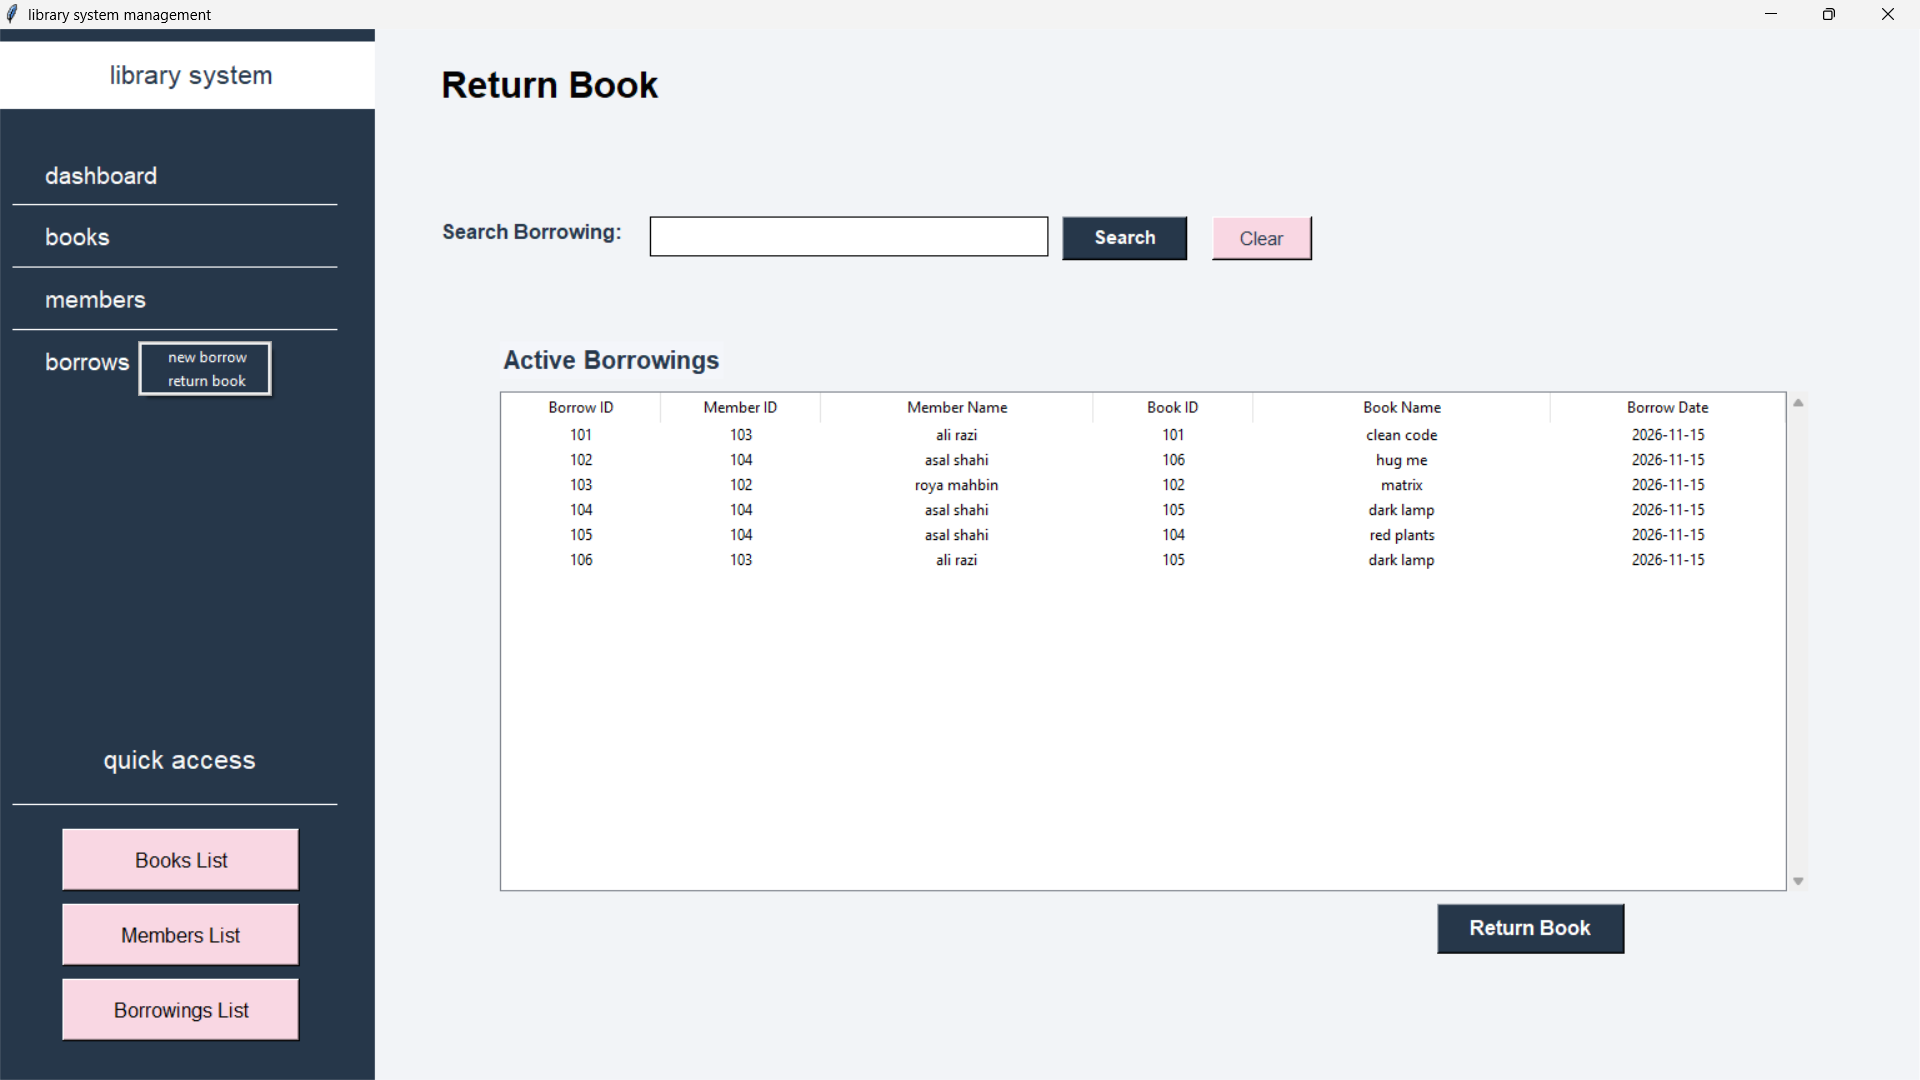 library system management
library system
dashboard
books
members
borrows
new borrow
return book
quick access
Books List
Members List
Borrowings List
Return Book
Search Borrowing: Search Clear
Active Borrowings
Borrow ID Member ID Member Name Book ID Book Name Borrow Date
101 103 ali razi 101 clean code 2026-11-15
102 104 asal shahi 106 hug me 2026-11-15
103 102 roya mahbin 102 matrix 2026-11-15
104 104 asal shahi 105 dark lamp 2026-11-15
105 104 asal shahi 104 red plants 2026-11-15
106 103 ali razi 105 dark lamp 2026-11-15
Return Book